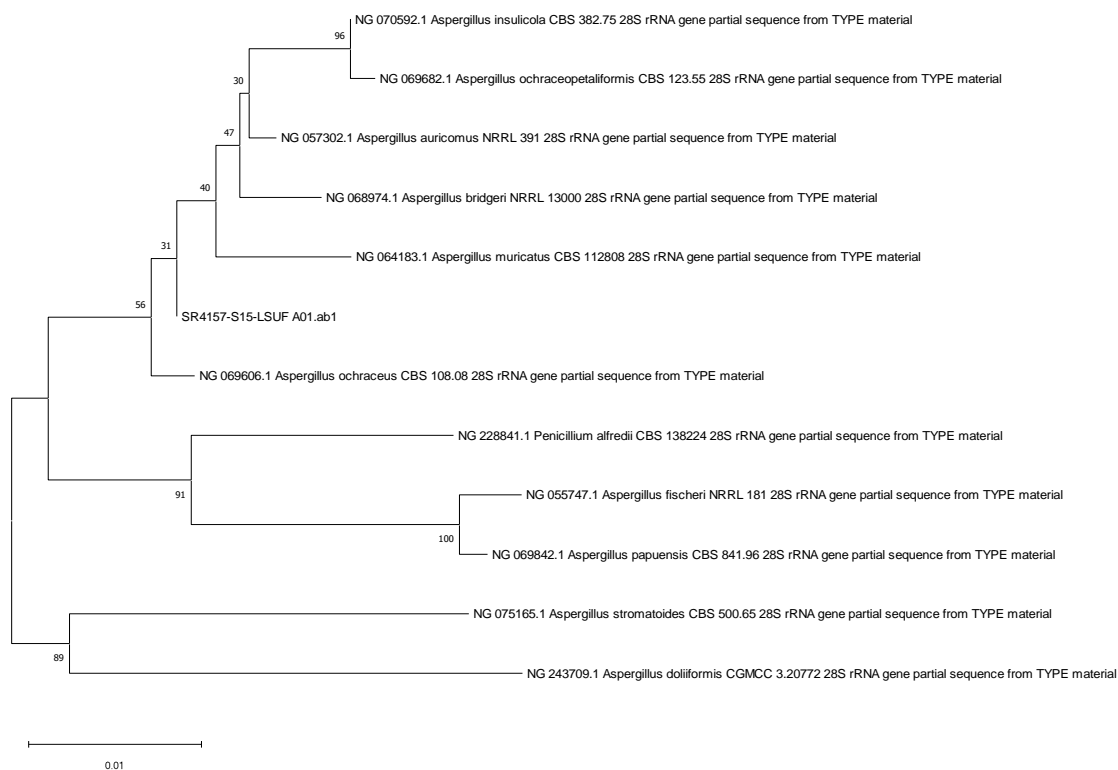 NG 070592.1 Aspergillus insulicola CBS 382.75 28S rRNA gene partial sequence from TYPE material
96
NG 069682.1 Aspergillus ochraceopetaliformis CBS 123.55 28S rRNA gene partial sequence from TYPE material
30
NG 057302.1 Aspergillus auricomus NRRL 391 28S rRNA gene partial sequence from TYPE material
47
NG 068974.1 Aspergillus bridgeri NRRL 13000 28S rRNA gene partial sequence from TYPE material
40
NG 064183.1 Aspergillus muricatus CBS 112808 28S rRNA gene partial sequence from TYPE material
31
SR4157-S15-LSUF A01.ab1
56
NG 069606.1 Aspergillus ochraceus CBS 108.08 28S rRNA gene partial sequence from TYPE material
NG 228841.1 Penicillium alfredii CBS 138224 28S rRNA gene partial sequence from TYPE material
91
NG 055747.1 Aspergillus fischeri NRRL 181 28S rRNA gene partial sequence from TYPE material
100
NG 069842.1 Aspergillus papuensis CBS 841.96 28S rRNA gene partial sequence from TYPE material
NG 075165.1 Aspergillus stromatoides CBS 500.65 28S rRNA gene partial sequence from TYPE material
89
NG 243709.1 Aspergillus doliiformis CGMCC 3.20772 28S rRNA gene partial sequence from TYPE material
0.01